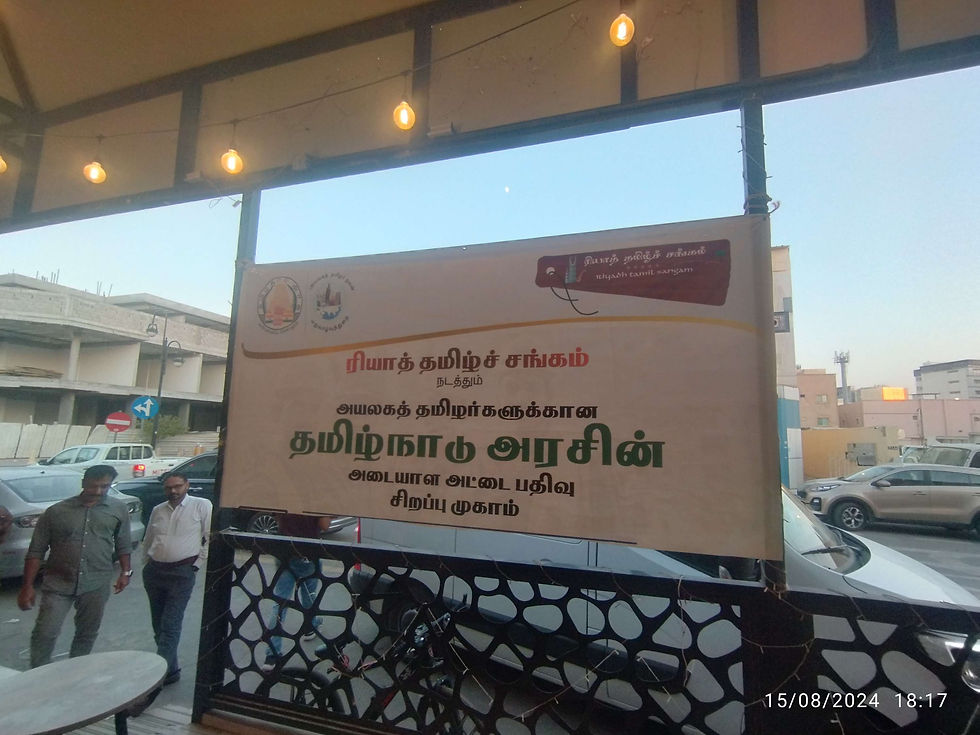 ரியாத் தமிழ்ச் சங்கம்
Riyadh tamil sangam
ரியாத் தமிழ்ச் சங்கம்
நடத்தும்
அயலகத் தமிழர்களுக்கான
தமிழ்நாடு அரசின்
அடையாள அட்டை பதிவு
சிறப்பு முகாம்
15/08/2024 18:17